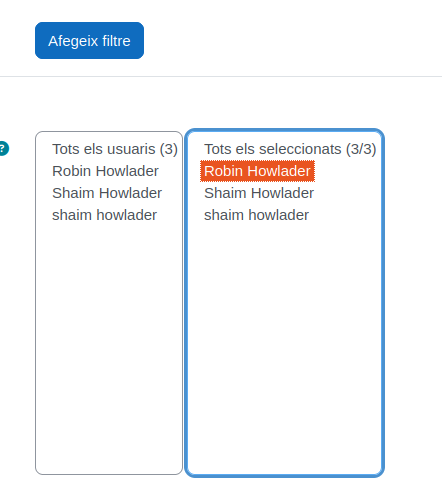 Afegeix filtre
?
Tots els usuaris (3)
Robin Howlader
Shaim Howlader
shaim howlader
Tots els seleccionats (3/3)
Robin Howlader
Shaim Howlader
shaim howlader